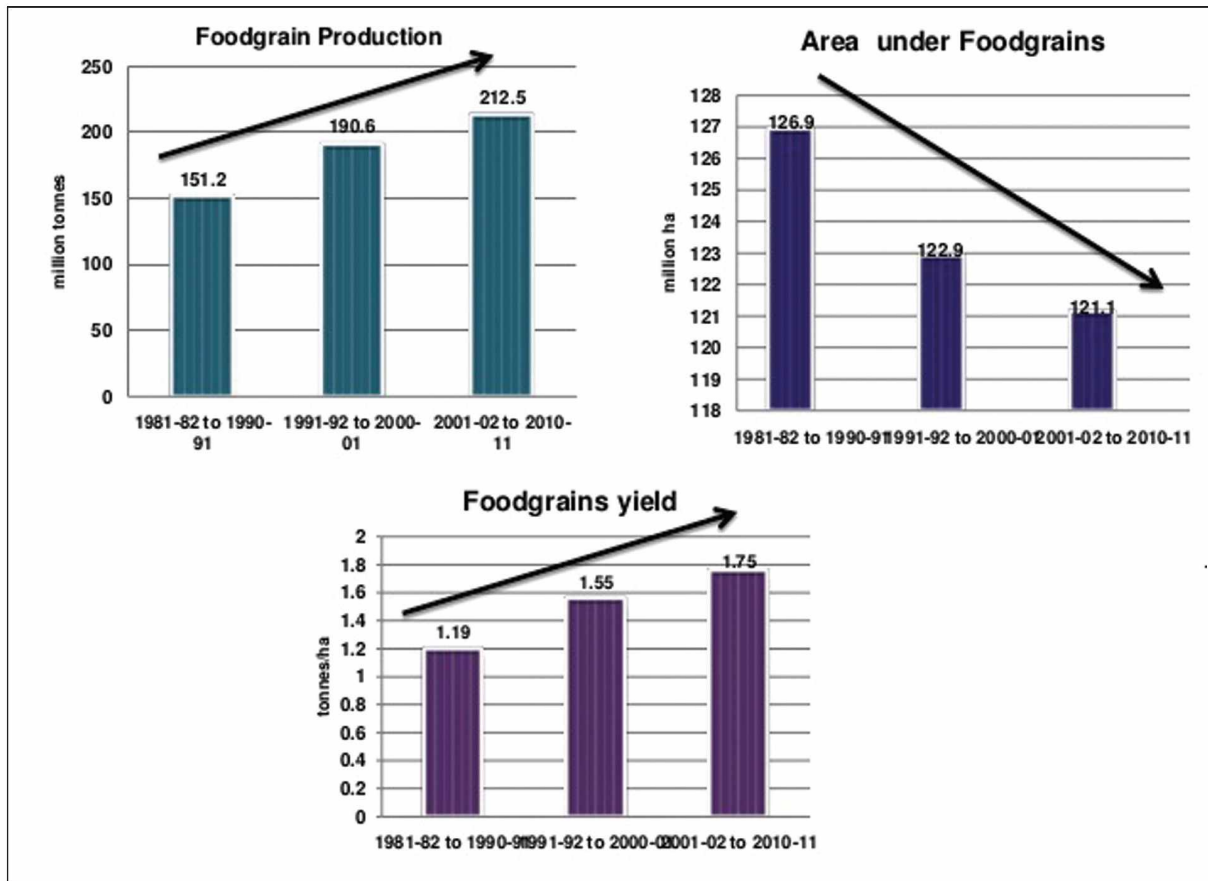 Foodgrain Production
million tonnes
250
200
150
100
50
0
151.2
190.6
212.5
1981-82 to 1990-
91
1991-92 to 2000-
01
2001-02 to 2010-
11
Area under Foodgrains
million ha
128
127
126
125
124
123
122
121
120
119
118
126.9
122.9
121.1
1981-82 to 1990-91
1991-92 to 2000-01
2001-02 to 2010-11
Foodgrains yield
tonnes/ha
2
1.8
1.6
1.4
1.2
1
0.8
0.6
0.4
0.2
0
1.19
1.55
1.75
1981-82 to 1990-91
1991-92 to 2000-01
2001-02 to 2010-11